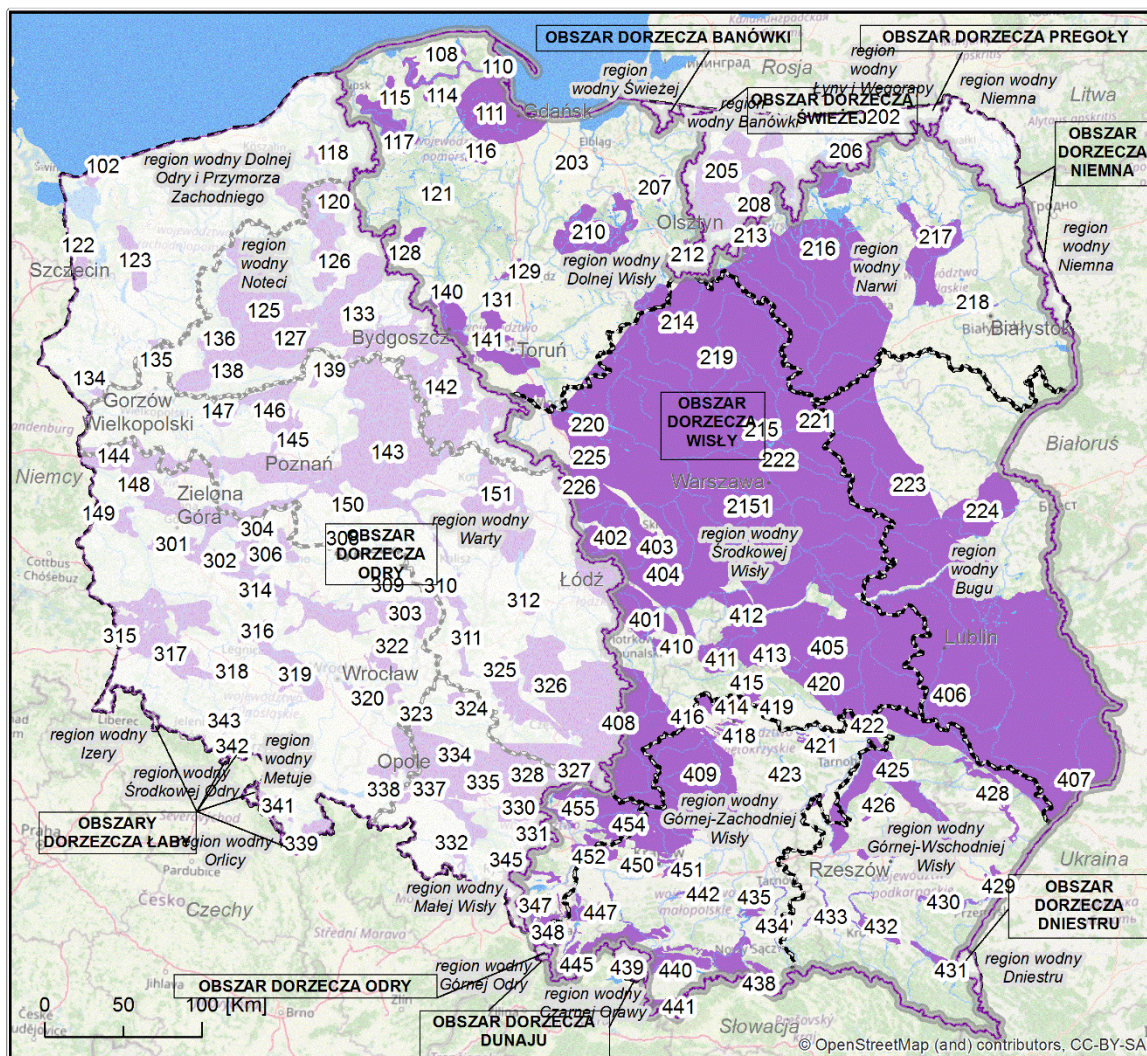 OBSZAR DORZECZA BANÓWKI
OBSZAR DORZECZA PREGOŁY
region
wodny Świeżej
region
wodny
Łyny i Węgorapy
Rosja
region wodny
Niemna
Litwa
region
wodny Banówki
OBSZAR DORZECZA
ŚWIEŻEJ
202
OBSZAR
DORZECZA
NIEMNA
108
110
115
114
111
Gdańsk
117
116
118
Elbląg
203
205
206
102
region wodny Dolnej
Odry i Przymorza
Zachodniego
Koszalin
120
121
207
208
Olsztyn
210
213
212
216
217
region
wodny
Niemna
122
Szczecin
123
region
wodny
Noteci
126
128
129
region wodny
Dolnej Wisły
region
wodny
Narwi
218
Białystok
140
131
125
133
Bydgoszcz
141
Toruń
214
219
136
127
135
138
139
134
142
Gorzów
Wielkopolski
147
146
145
220
OBSZAR
DORZECZA
WISŁY
215
221
Białoruś
Niemcy
144
Poznań
143
225
222
Warszawa
223
148
Zielona
Góra
150
151
226
2151
224
149
304
301
302
306
308
OBSZAR
DORZECZA
ODRY
region wodny
Warty
402
403
404
region wodny
Środkowej
Wisły
region
wodny
Bugu
Cottbus
- Chóśebuz
314
309
310
Łódź
303
312
401
412
Lublin
315
316
317
318
319
322
Wrocław
311
325
326
410
411
413
405
415
420
406
320
323
324
343
342
408
416
414
419
418
422
421
Liberec
region wodny
Izery
region
wodny
Metuje
region wodny
Środkowej Odry
Opole
334
338
337
335
328
327
409
423
425
426
428
407
341
OBSZARY
DORZECZA ŁABY
339
region wodny
Orlicy
Praha
Pardubice
330
331
332
345
455
454
region wodny
Górnej-Zachodniej
Wisły
region wodny
Górnej-Wschodniej
Wisły
Ukraina
452
450
451
Rzeszów
Česko
Czechy
region wodny
Małej Wisły
347
348
447
442
435
434
433
432
430
429
OBSZAR
DORZECZA
DNIESTRU
Střední Morava
445
439
440
438
441
431
region wodny
Dniestru
OBSZAR DORZECZA ODRY
region wodny
Górnej Odry
region wodny
Czarnej Orawy
OBSZAR DORZECZA
DUNAJU
0 50 100 [Km]
Jihlava
Brno
Zlín
Słowacja
© OpenStreetMap (and) contributors, CC-BY-SA